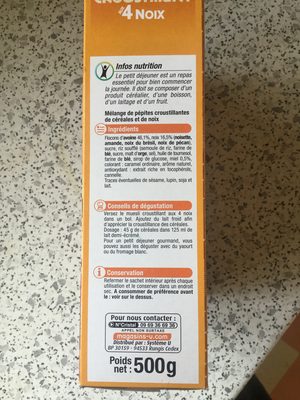 CROUSTILLANT
4 NOIX
Infos nutrition
Le petit déjeuner est un repas
essentiel pour bien commencer
la journée. Il doit se composer d'un
produit céréalier, d'une boisson,
d'un laitage et d'un fruit.
Mélange de pépites croustillantes
de céréales et de noix
Ingrédients
Flocons d'avoine 46,1%, noix 16,5% (noisette,
amande, noix du brésil, noix de pécan),
sucre, riz soufflé (semoule de riz, farine de
blé, sucre, malt d'orge, sel), huile de tournesol,
farine de blé, sirop de glucose, miel 0,5%,
colorant : caramel ordinaire, arôme naturel,
antioxydant : extrait riche en tocophérols,
cannelle.
Traces éventuelles de sésame, lupin, soja et
lait.
Conseils de dégustation
Versez le muesli croustillant aux 4 noix
dans un bol. Ajoutez du lait froid afin
d'apprécier la croustillance des céréales.
Dosage : 45 g de céréales dans 125 ml de
lait demi-écrémé.
Pour un petit déjeuner gourmand, vous
pouvez aussi les déguster avec du yaourt
ou du fromage blanc.
Conservation
Refermer le sachet intérieur après chaque
utilisation et le conserver dans un endroit
sec. A consommer de préférence avant
le : voir sur le dessus.
Pour nous contacter :
N°Cristal 09 69 36 69 36
APPEL NON SURTAXE
magasins-u.com
Distribué par : Système U
BP 30159 - 94533 Rungis Cedex
Poids
net : 500g